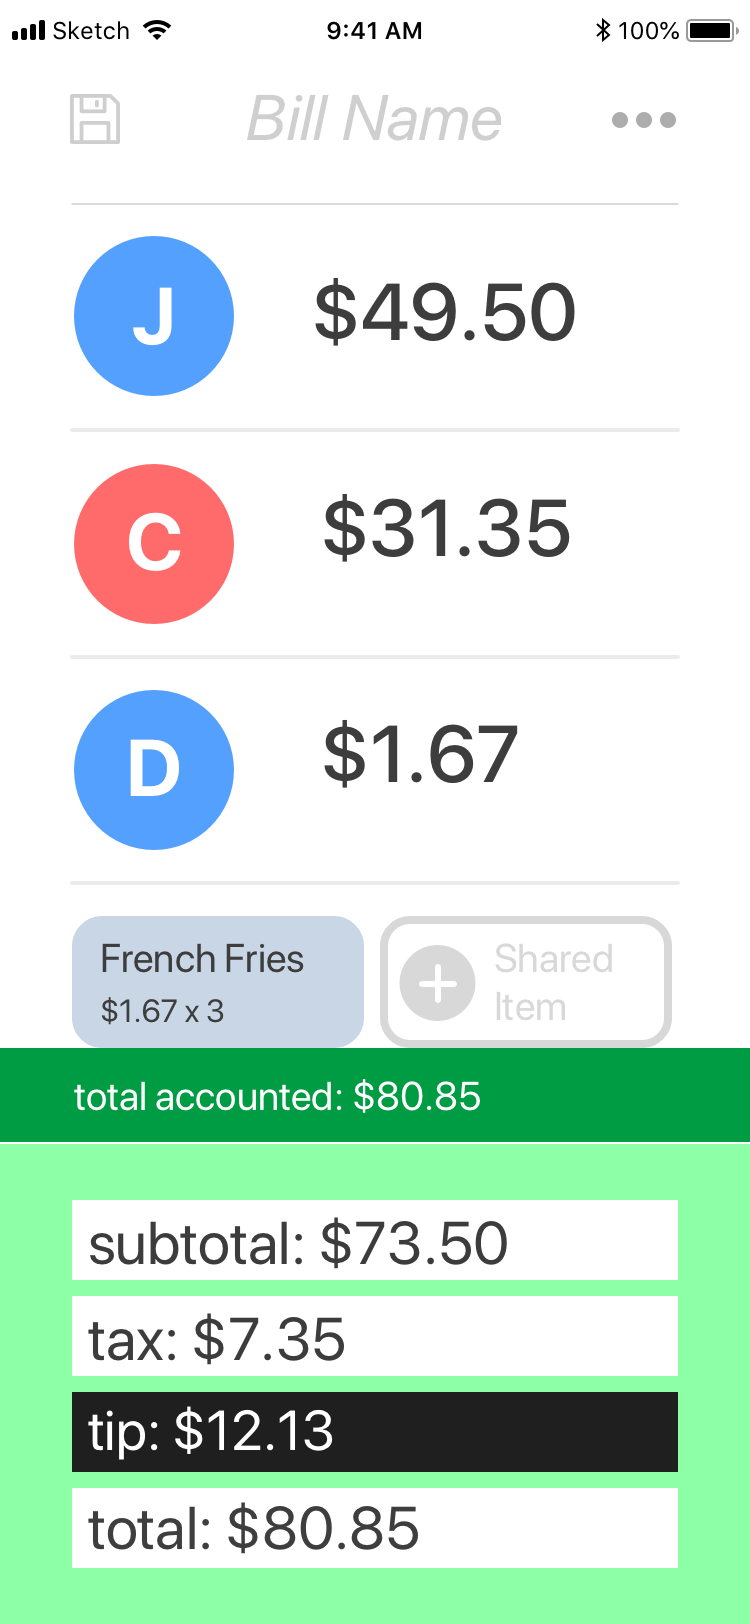 Sketch 9:41 AM 100%
Bill Name
J $49.50
C $31.35
D $1.67
French Fries
$1.67 x 3
Shared
Item
total accounted: $80.85
subtotal: $73.50
tax: $7.35
tip: $12.13
total: $80.85